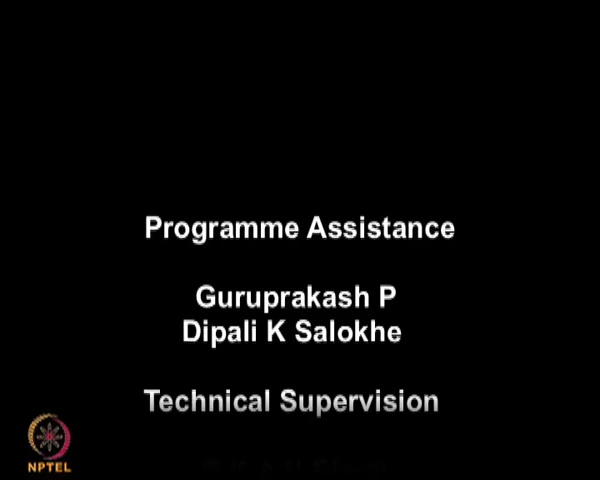 Programme Assistance
Guruprakash P
Dipali K Salokhe
Technical Supervision
NPTEL